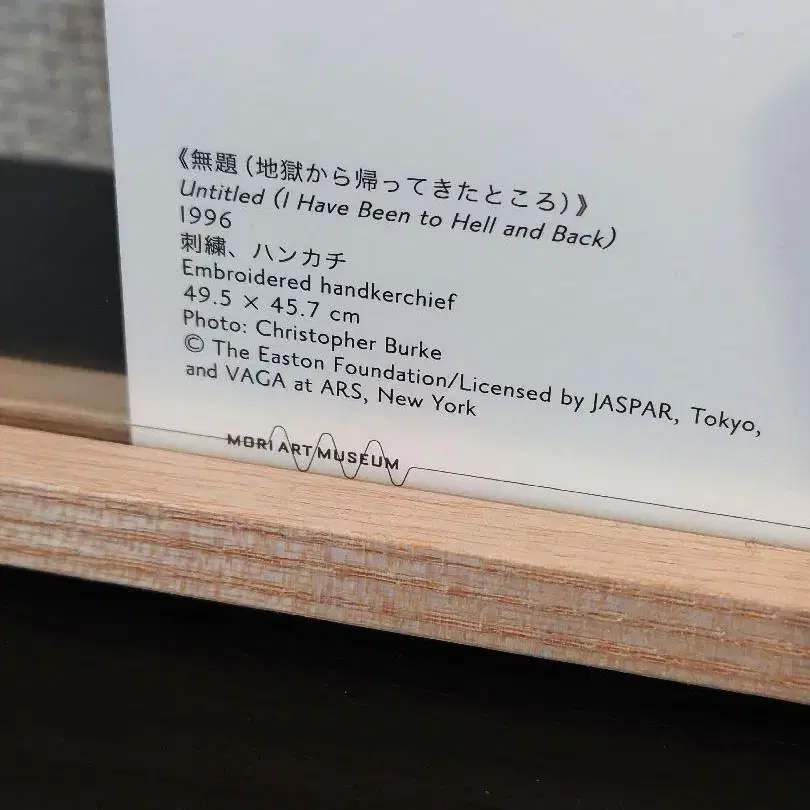 《無題（地獄から帰ってきたところ）》
Untitled (I Have Been to Hell and Back)
1996
刺繍、ハンカチ
Embroidered handkerchief
49.5 × 45.7 cm
Photo: Christopher Burke
© The Easton Foundation/Licensed by JASPAR, Tokyo,
and VAGA at ARS, New York
MORI ART MUSEUM